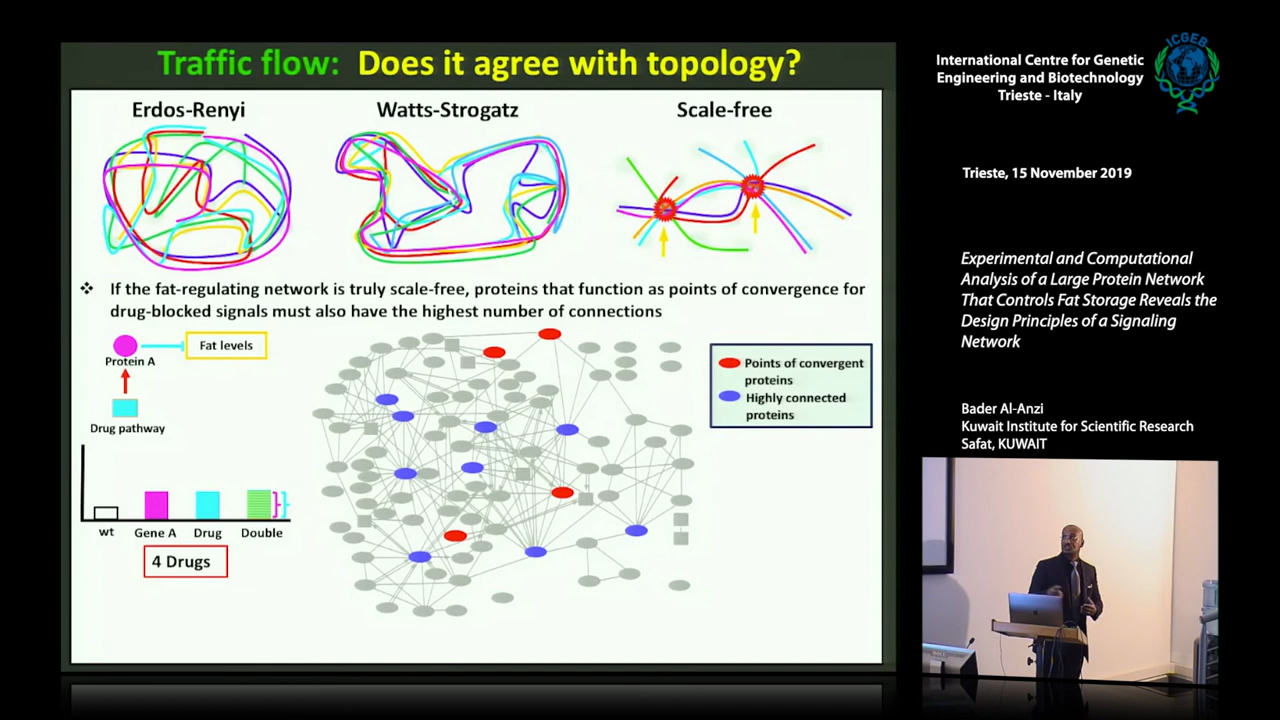 Traffic flow: Does it agree with topology?
Erdos-Renyi
Watts-Strogatz
Scale-free
❖ If the fat-regulating network is truly scale-free, proteins that function as points of convergence for
drug-blocked signals must also have the highest number of connections
Protein A
Fat levels
Drug pathway
wt
Gene A
Drug
Double
4 Drugs
Points of convergent
proteins
Highly connected
proteins
International Centre for Genetic
Engineering and Biotechnology
Trieste - Italy
ICGEB
Trieste, 15 November 2019
Experimental and Computational
Analysis of a Large Protein Network
That Controls Fat Storage Reveals the
Design Principles of a Signaling
Network
Bader Al-Anzi
Kuwait Institute for Scientific Research
Safat, KUWAIT
DELL